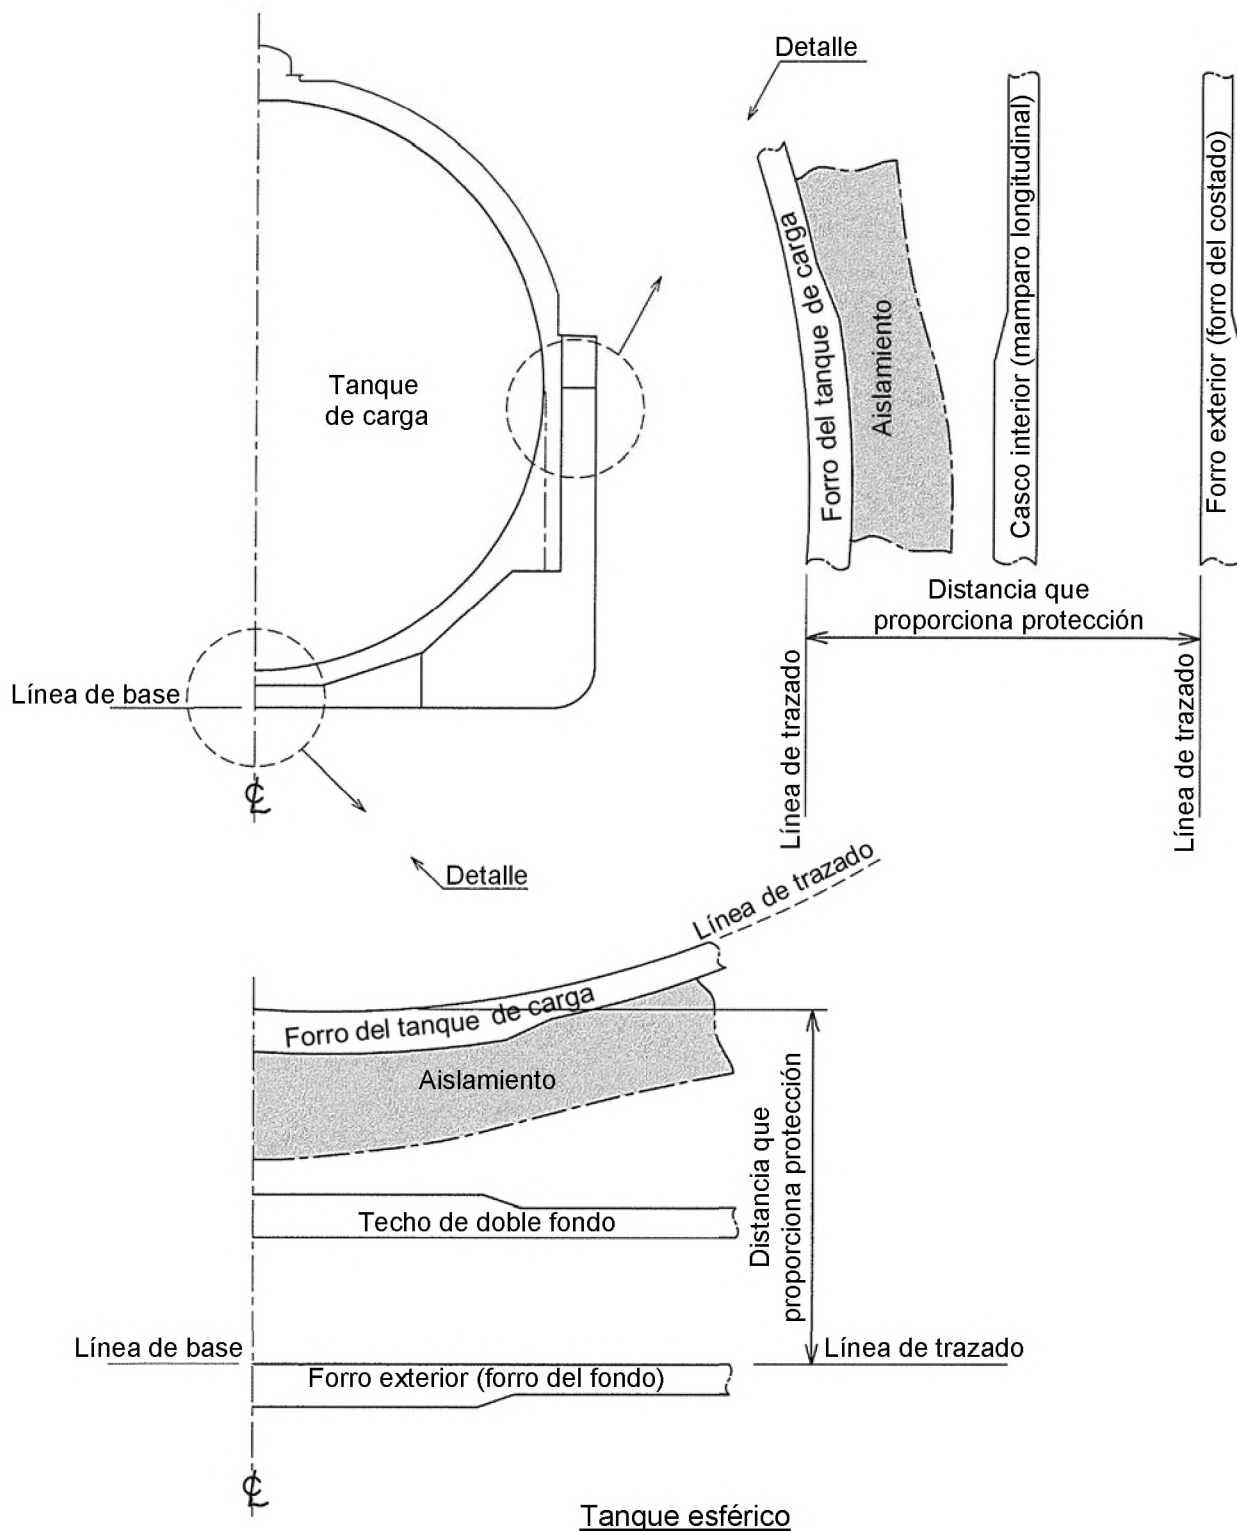 Detalle
Forro del tanque de carga
Aislamiento
Casco interior (mamparo longitudinal)
Forro exterior (forro del costado)
Tanque
de carga
Distancia que
proporciona protección
Línea de trazado
Línea de trazado
Línea de base
℄
Detalle
Línea de trazado
Forro del tanque de carga
Aislamiento
Distancia que
proporciona protección
Techo de doble fondo
Línea de base
Línea de trazado
Forro exterior (forro del fondo)
℄
Tanque esférico